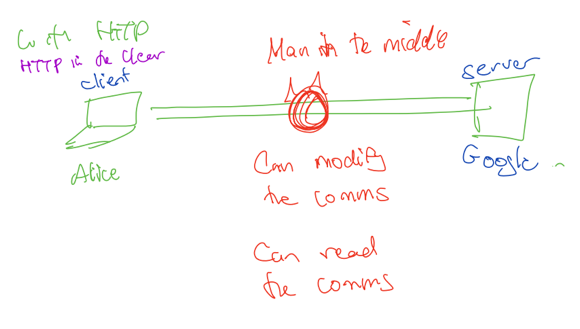 With HTTP
HTTP in the clear
client
Alice
Man in the middle
Can modify
the comms
Can read
the comms
server
Google